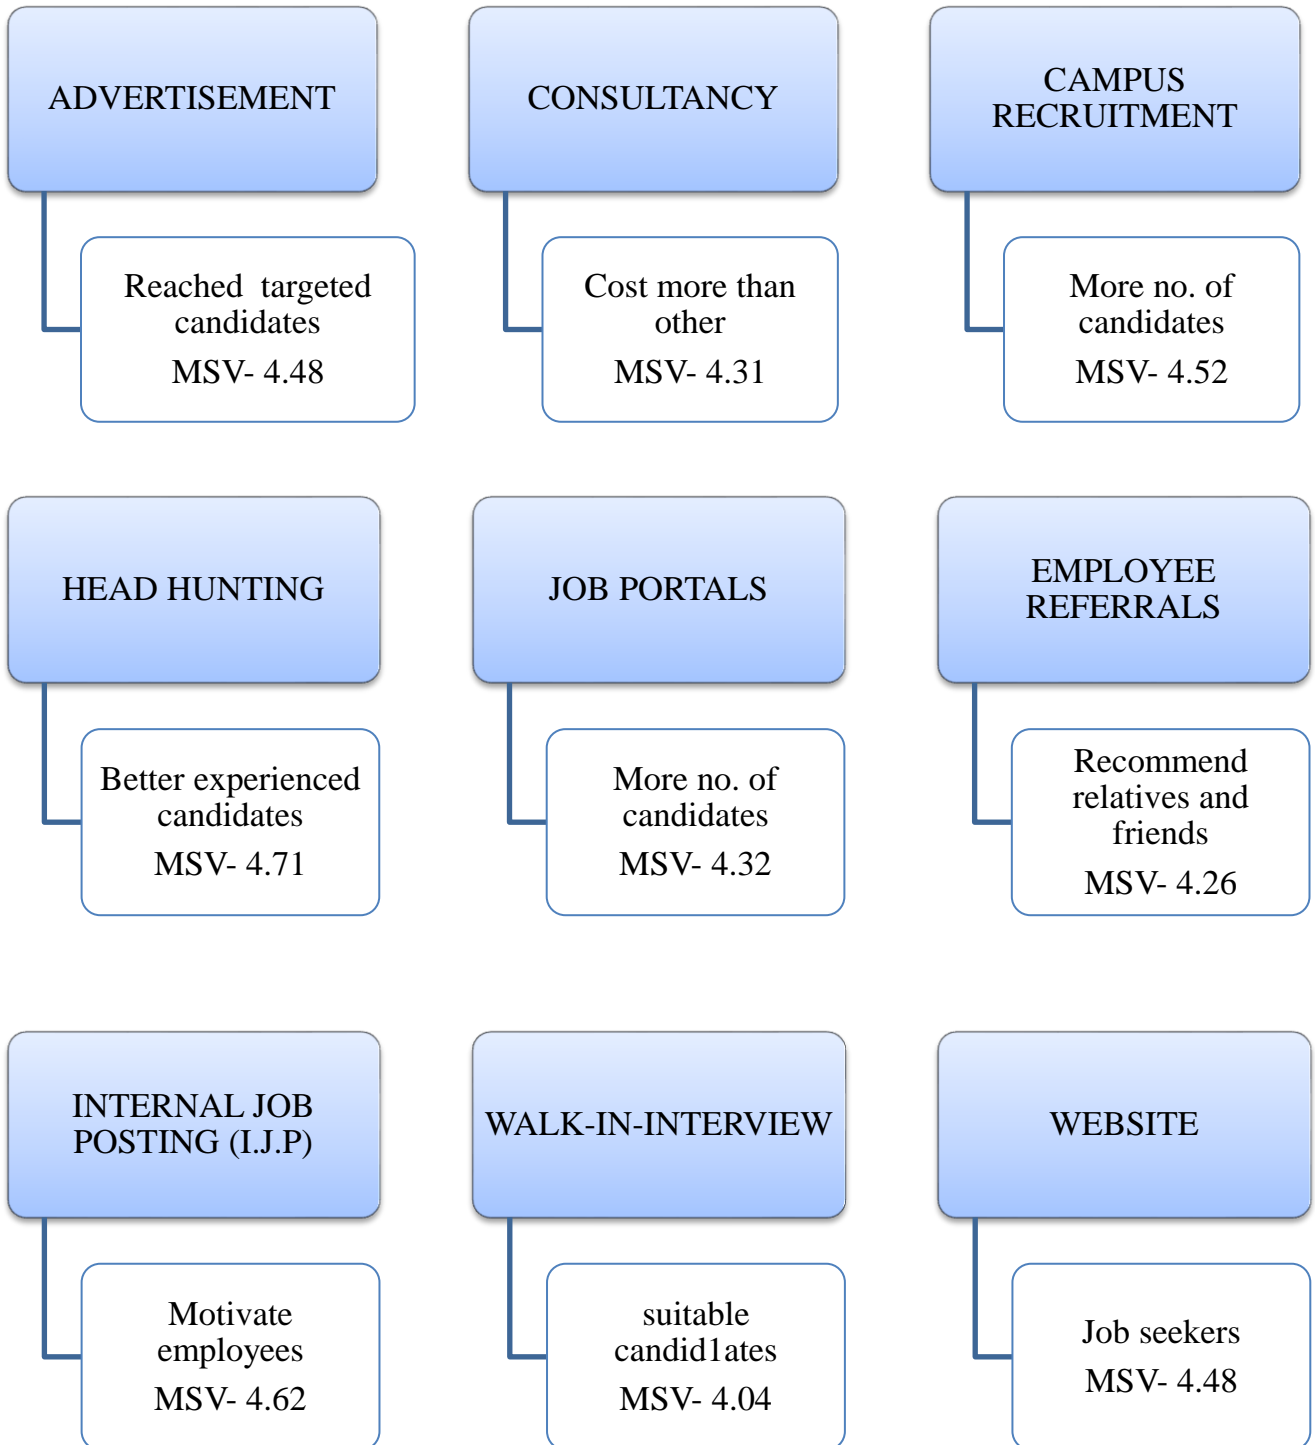 ADVERTISEMENT
Reached targeted
candidates
MSV- 4.48
CONSULTANCY
Cost more than
other
MSV- 4.31
CAMPUS
RECRUITMENT
More no. of
candidates
MSV- 4.52
HEAD HUNTING
Better experienced
candidates
MSV- 4.71
JOB PORTALS
More no. of
candidates
MSV- 4.32
EMPLOYEE
REFERRALS
Recommend
relatives and
friends
MSV- 4.26
INTERNAL JOB
POSTING (I.J.P)
Motivate
employees
MSV- 4.62
WALK-IN-INTERVIEW
suitable
candid1ates
MSV- 4.04
WEBSITE
Job seekers
MSV- 4.48